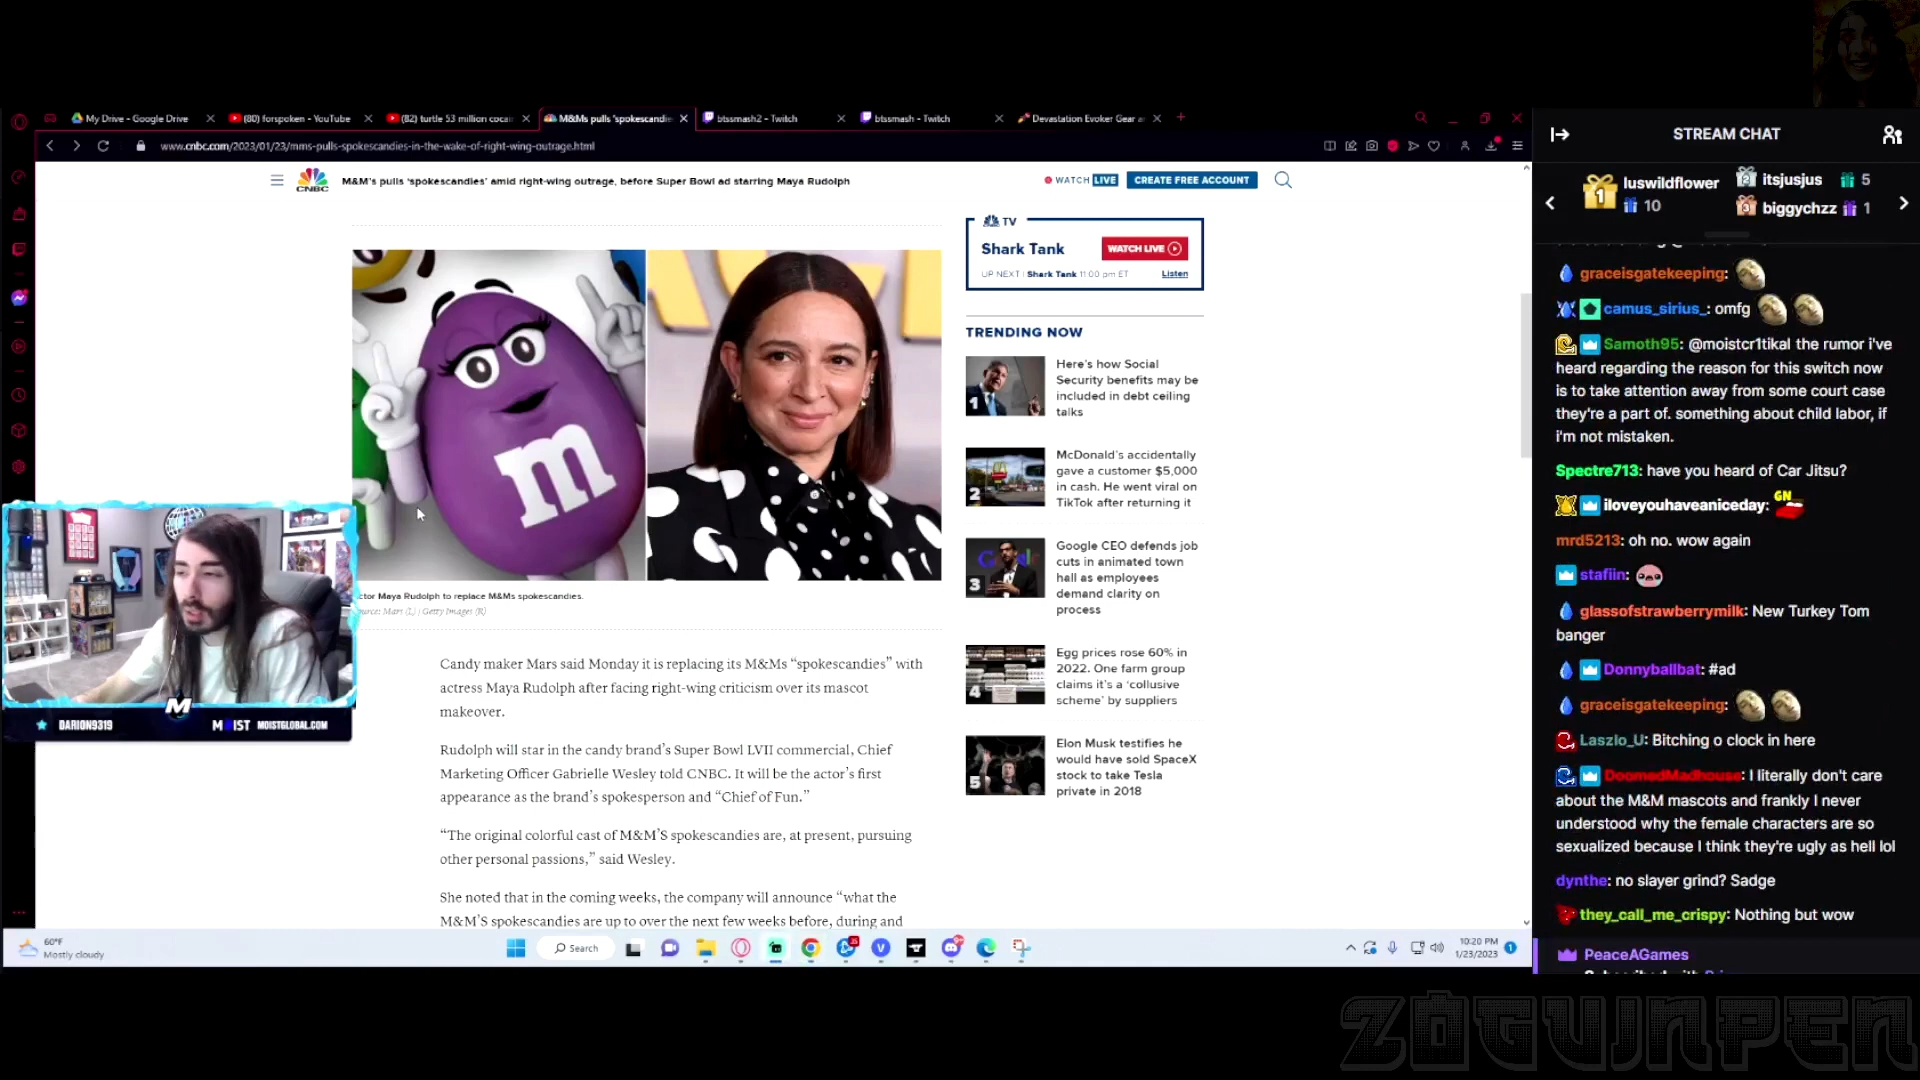 My Drive - Google Drive
(80) forspoken - YouTube
(82) turtle 53 million cocai
M&Ms pulls 'spokescandie
btssmash2 - Twitch
btssmash - Twitch
Devastation Evoker Gear a
www.cnbc.com/2023/01/23/mms-pulls-spokescandies-in-the-wake-of-right-wing-outrage.html
CNBC
M&M's pulls 'spokescandies' amid right-wing outrage, before Super Bowl ad starring Maya Rudolph
WATCH LIVE
CREATE FREE ACCOUNT
TV
Shark Tank
WATCH LIVE
UP NEXT | Shark Tank 11:00 pm ET
Listen
m
TRENDING NOW
1
Here's how Social
Security benefits may be
included in debt ceiling
talks
2
McDonald's accidentally
gave a customer $5,000
in cash. He went viral on
TikTok after returning it
3
Google CEO defends job
cuts in animated town
hall as employees
demand clarity on
process
4
Egg prices rose 60% in
2022. One farm group
claims it's a 'collusive
scheme' by suppliers
5
Elon Musk testifies he
would have sold SpaceX
stock to take Tesla
private in 2018
ctor Maya Rudolph to replace M&Ms spokescandies.
Mars (L) | Getty Images (R)
Candy maker Mars said Monday it is replacing its M&Ms “spokescandies” with
actress Maya Rudolph after facing right-wing criticism over its mascot
makeover.
Rudolph will star in the candy brand’s Super Bowl LVII commercial, Chief
Marketing Officer Gabrielle Wesley told CNBC. It will be the actor’s first
appearance as the brand’s spokesperson and “Chief of Fun.”
“The original colorful cast of M&M’S spokescandies are, at present, pursuing
other personal passions,” said Wesley.
She noted that in the coming weeks, the company will announce “what the
M&M’S spokescandies are up to over the next few weeks before, during and
M
DARION9319
MOIST
MOISTGLOBAL.COM
60°F
Mostly cloudy
Search
10:20 PM
1/23/2023
1
STREAM CHAT
1
luswildflower
10
2
itsjusjus
5
3
biggychzz
1
graceisgatekeeping:
camus_sirius_: omfg
Samoth95: @moistcr1tikal the rumor i've
heard regarding the reason for this switch now
is to take attention away from some court case
they're a part of. something about child labor, if
i'm not mistaken.
Spectre713: have you heard of Car Jitsu?
iloveyouhaveaniceday: GN
mrd5213: oh no. wow again
stafiin:
glassofstrawberrymilk: New Turkey Tom
banger
Donnyballbat: #ad
graceisgatekeeping:
Laszlo_U: Bitching o clock in here
DoomedMadhouse: I literally don't care
about the M&M mascots and frankly I never
understood why the female characters are so
sexualized because I think they're ugly as hell lol
dynthe: no slayer grind? Sadge
they_call_me_crispy: Nothing but wow
PeaceAGames
ZOGUJNPEN